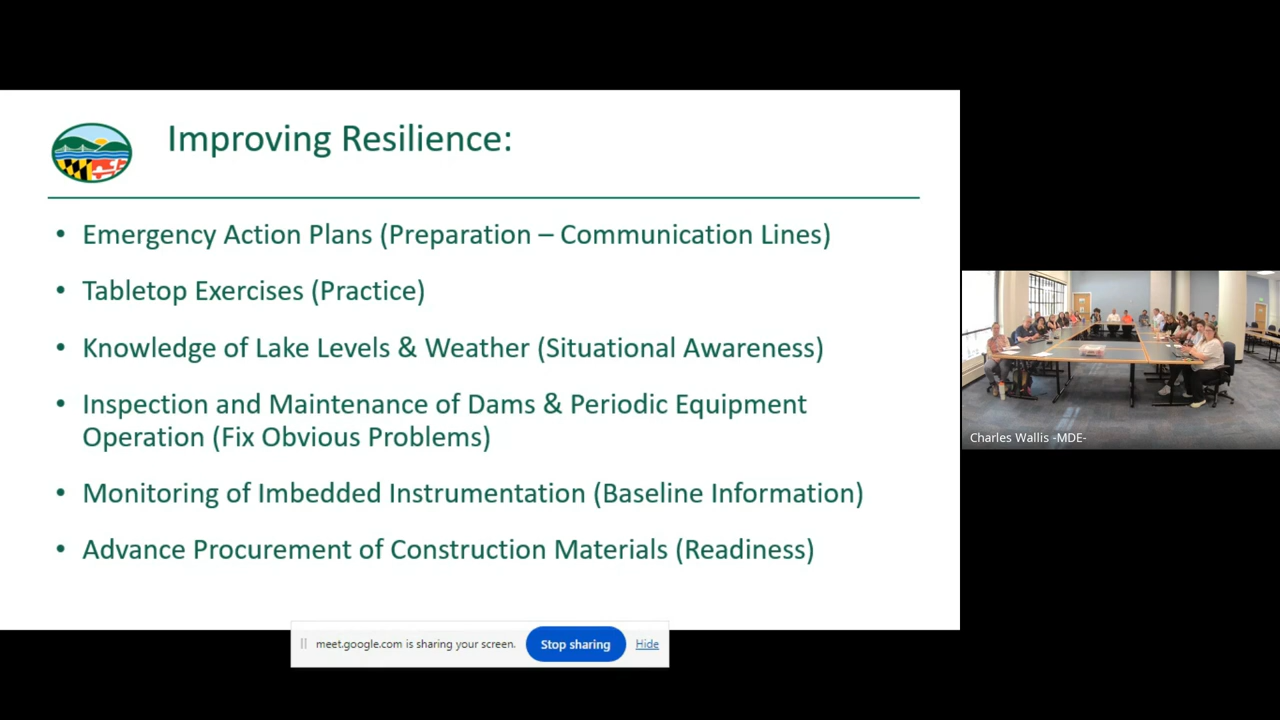 Improving Resilience:
• Emergency Action Plans (Preparation – Communication Lines)
• Tabletop Exercises (Practice)
• Knowledge of Lake Levels & Weather (Situational Awareness)
• Inspection and Maintenance of Dams & Periodic Equipment
Operation (Fix Obvious Problems)
• Monitoring of Imbedded Instrumentation (Baseline Information)
• Advance Procurement of Construction Materials (Readiness)
Charles Wallis -MDE-
meet.google.com is sharing your screen. Stop sharing Hide